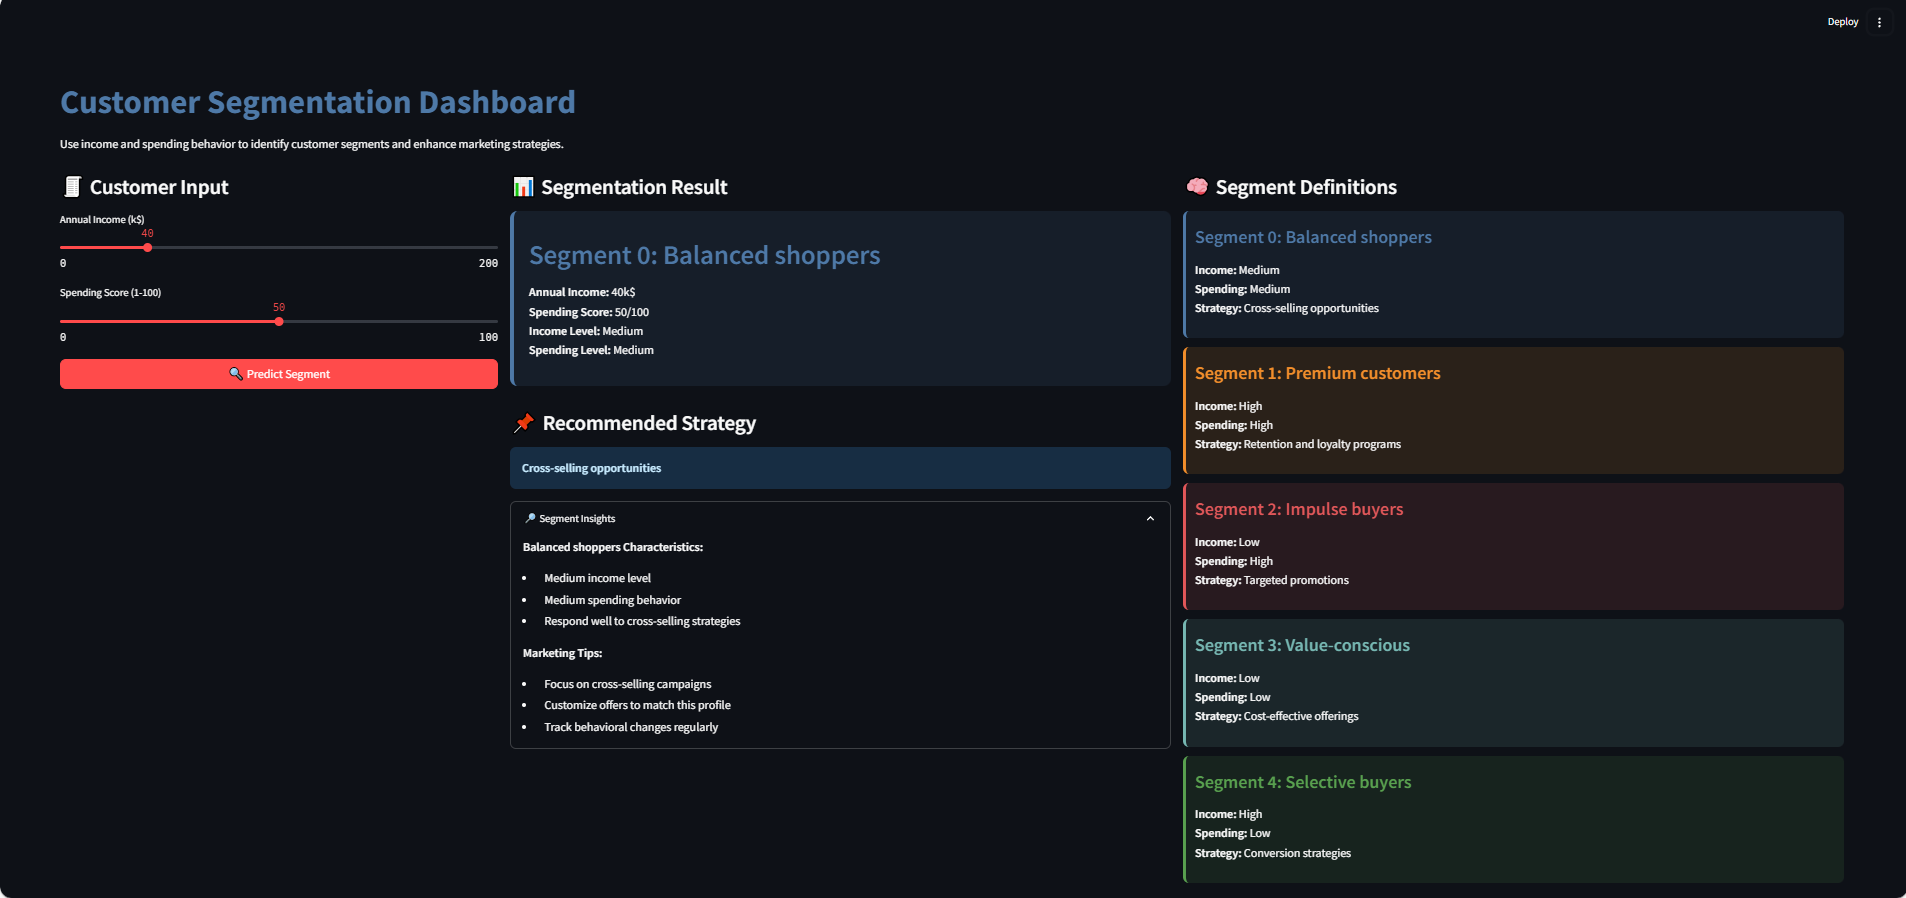 Deploy
Customer Segmentation Dashboard
Use income and spending behavior to identify customer segments and enhance marketing strategies.
Customer Input
Annual Income (k$)
40
0 200
Spending Score (1-100)
50
0 100
Predict Segment
Segmentation Result
Segment 0: Balanced shoppers
Annual Income: 40k$
Spending Score: 50/100
Income Level: Medium
Spending Level: Medium
Recommended Strategy
Cross-selling opportunities
Segment Insights
Balanced shoppers Characteristics:
• Medium income level
• Medium spending behavior
• Respond well to cross-selling strategies
Marketing Tips:
• Focus on cross-selling campaigns
• Customize offers to match this profile
• Track behavioral changes regularly
Segment Definitions
Segment 0: Balanced shoppers
Income: Medium
Spending: Medium
Strategy: Cross-selling opportunities
Segment 1: Premium customers
Income: High
Spending: High
Strategy: Retention and loyalty programs
Segment 2: Impulse buyers
Income: Low
Spending: High
Strategy: Targeted promotions
Segment 3: Value-conscious
Income: Low
Spending: Low
Strategy: Cost-effective offerings
Segment 4: Selective buyers
Income: High
Spending: Low
Strategy: Conversion strategies